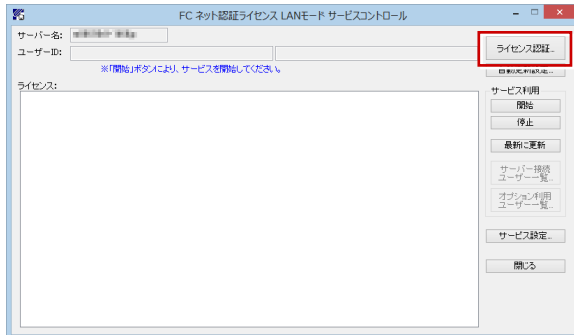 FC ネット認証ライセンス LANモード サービスコントロール
サーバー名:
ユーザーID:
ライセンス認証...
※「開始」ボタンにより、サービスを開始してください。
自動更新設定...
ライセンス:
サービス利用
開始
停止
最新に更新
サーバー接続
ユーザー一覧...
オプション利用
ユーザー一覧...
サービス設定...
閉じる